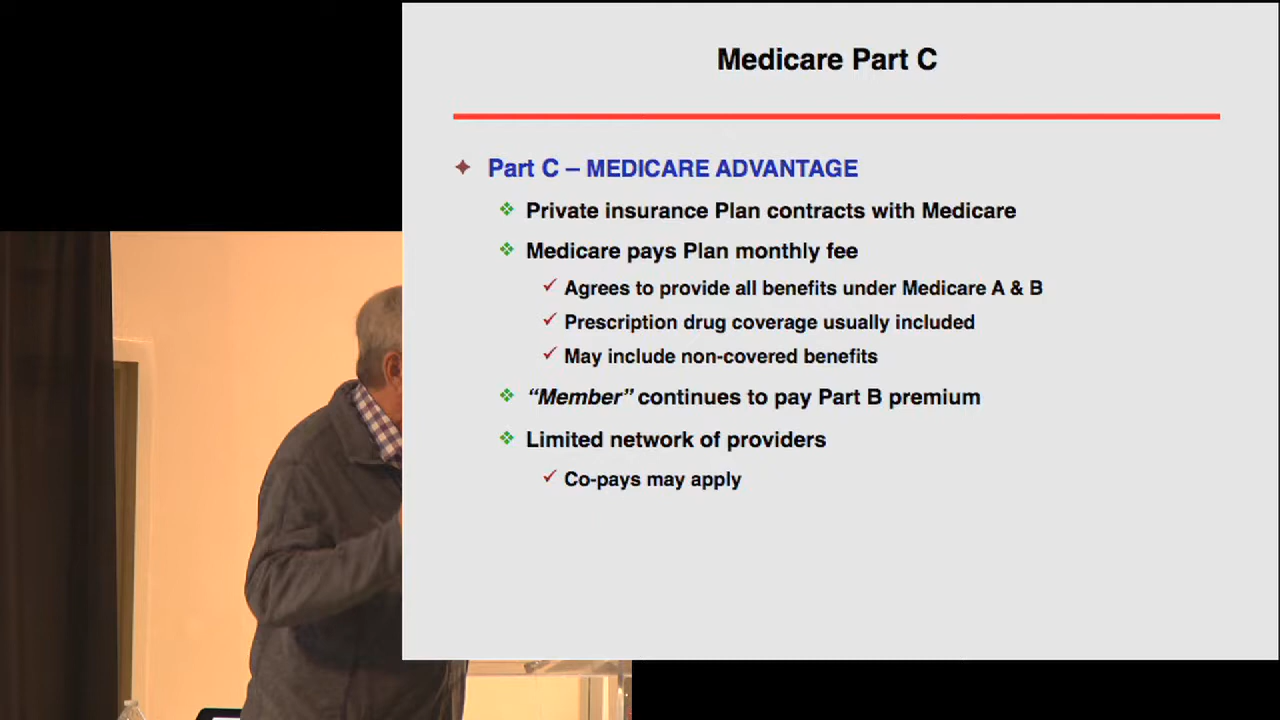 Medicare Part C
Part C – MEDICARE ADVANTAGE
Private insurance Plan contracts with Medicare
Medicare pays Plan monthly fee
Agrees to provide all benefits under Medicare A & B
Prescription drug coverage usually included
May include non-covered benefits
“Member” continues to pay Part B premium
Limited network of providers
Co-pays may apply